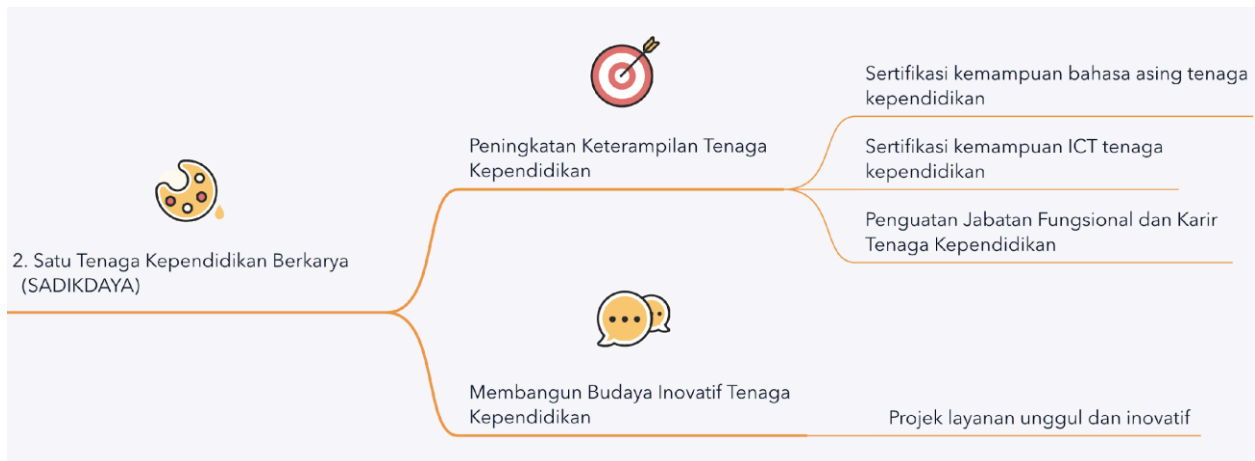 2. Satu Tenaga Kependidikan Berkarya
(SADIKDAYA)
Peningkatan Keterampilan Tenaga
Kependidikan
Sertifikasi kemampuan bahasa asing tenaga
kependidikan
Sertifikasi kemampuan ICT tenaga
kependidikan
Penguatan Jabatan Fungsional dan Karir
Tenaga Kependidikan
Membangun Budaya Inovatif Tenaga
Kependidikan
Projek layanan unggul dan inovatif